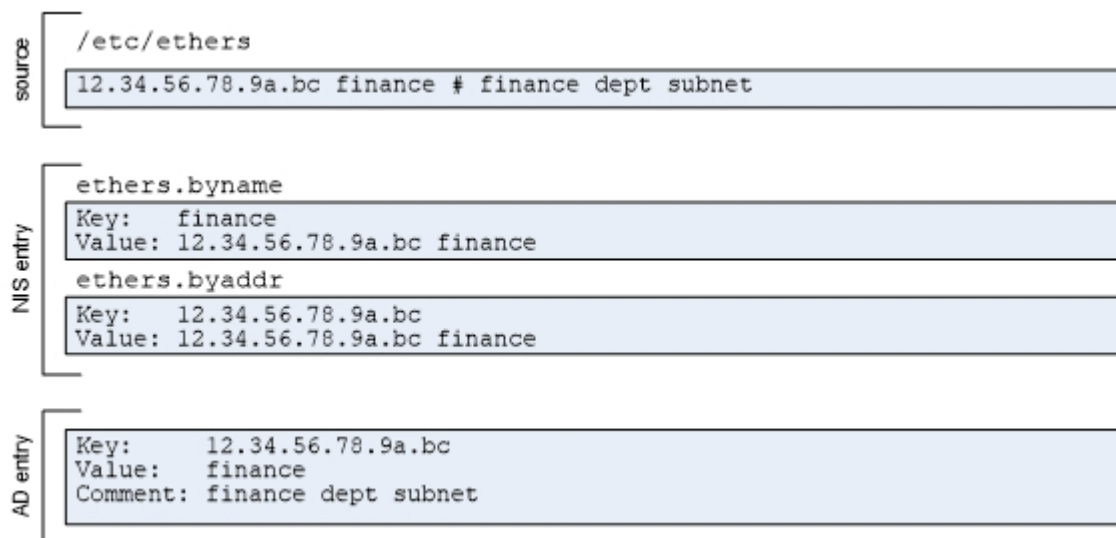 source
/etc/ethers
12.34.56.78.9a.bc finance # finance dept subnet
NIS entry
ethers.byname
Key: finance
Value: 12.34.56.78.9a.bc finance
ethers.byaddr
Key: 12.34.56.78.9a.bc
Value: 12.34.56.78.9a.bc finance
AD entry
Key: 12.34.56.78.9a.bc
Value: finance
Comment: finance dept subnet